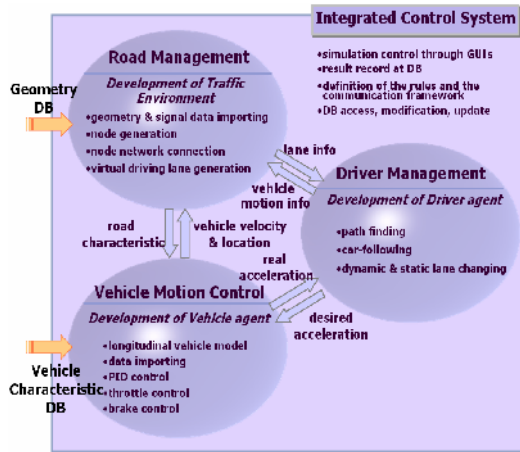 Integrated Control System
•simulation control through GUIs
•result record at DB
•definition of the rules and the
communication framework
•DB access, modification, update
Road Management
Development of Traffic
Environment
•geometry & signal data importing
•node generation
•node network connection
•virtual driving lane generation
Geometry
DB
lane info
vehicle
motion info
Driver Management
Development of Driver agent
•path finding
•car-following
•dynamic & static lane changing
road
characteristic
vehicle velocity
& location
real
acceleration
desired
acceleration
Vehicle Motion Control
Development of Vehicle agent
•longitudinal vehicle model
•data importing
•PID control
•throttle control
•brake control
Vehicle
Characteristic
DB